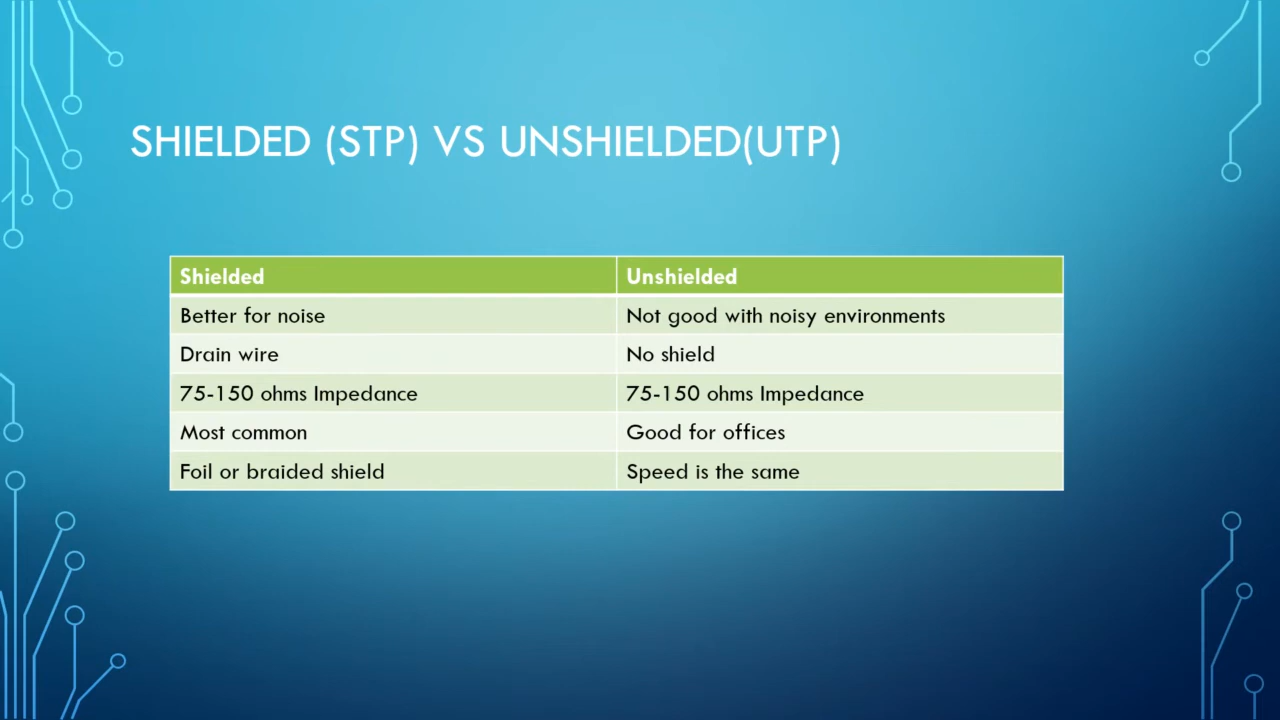 SHIELDED (STP) VS UNSHIELDED(UTP)
Shielded Unshielded
Better for noise Not good with noisy environments
Drain wire No shield
75-150 ohms Impedance 75-150 ohms Impedance
Most common Good for offices
Foil or braided shield Speed is the same